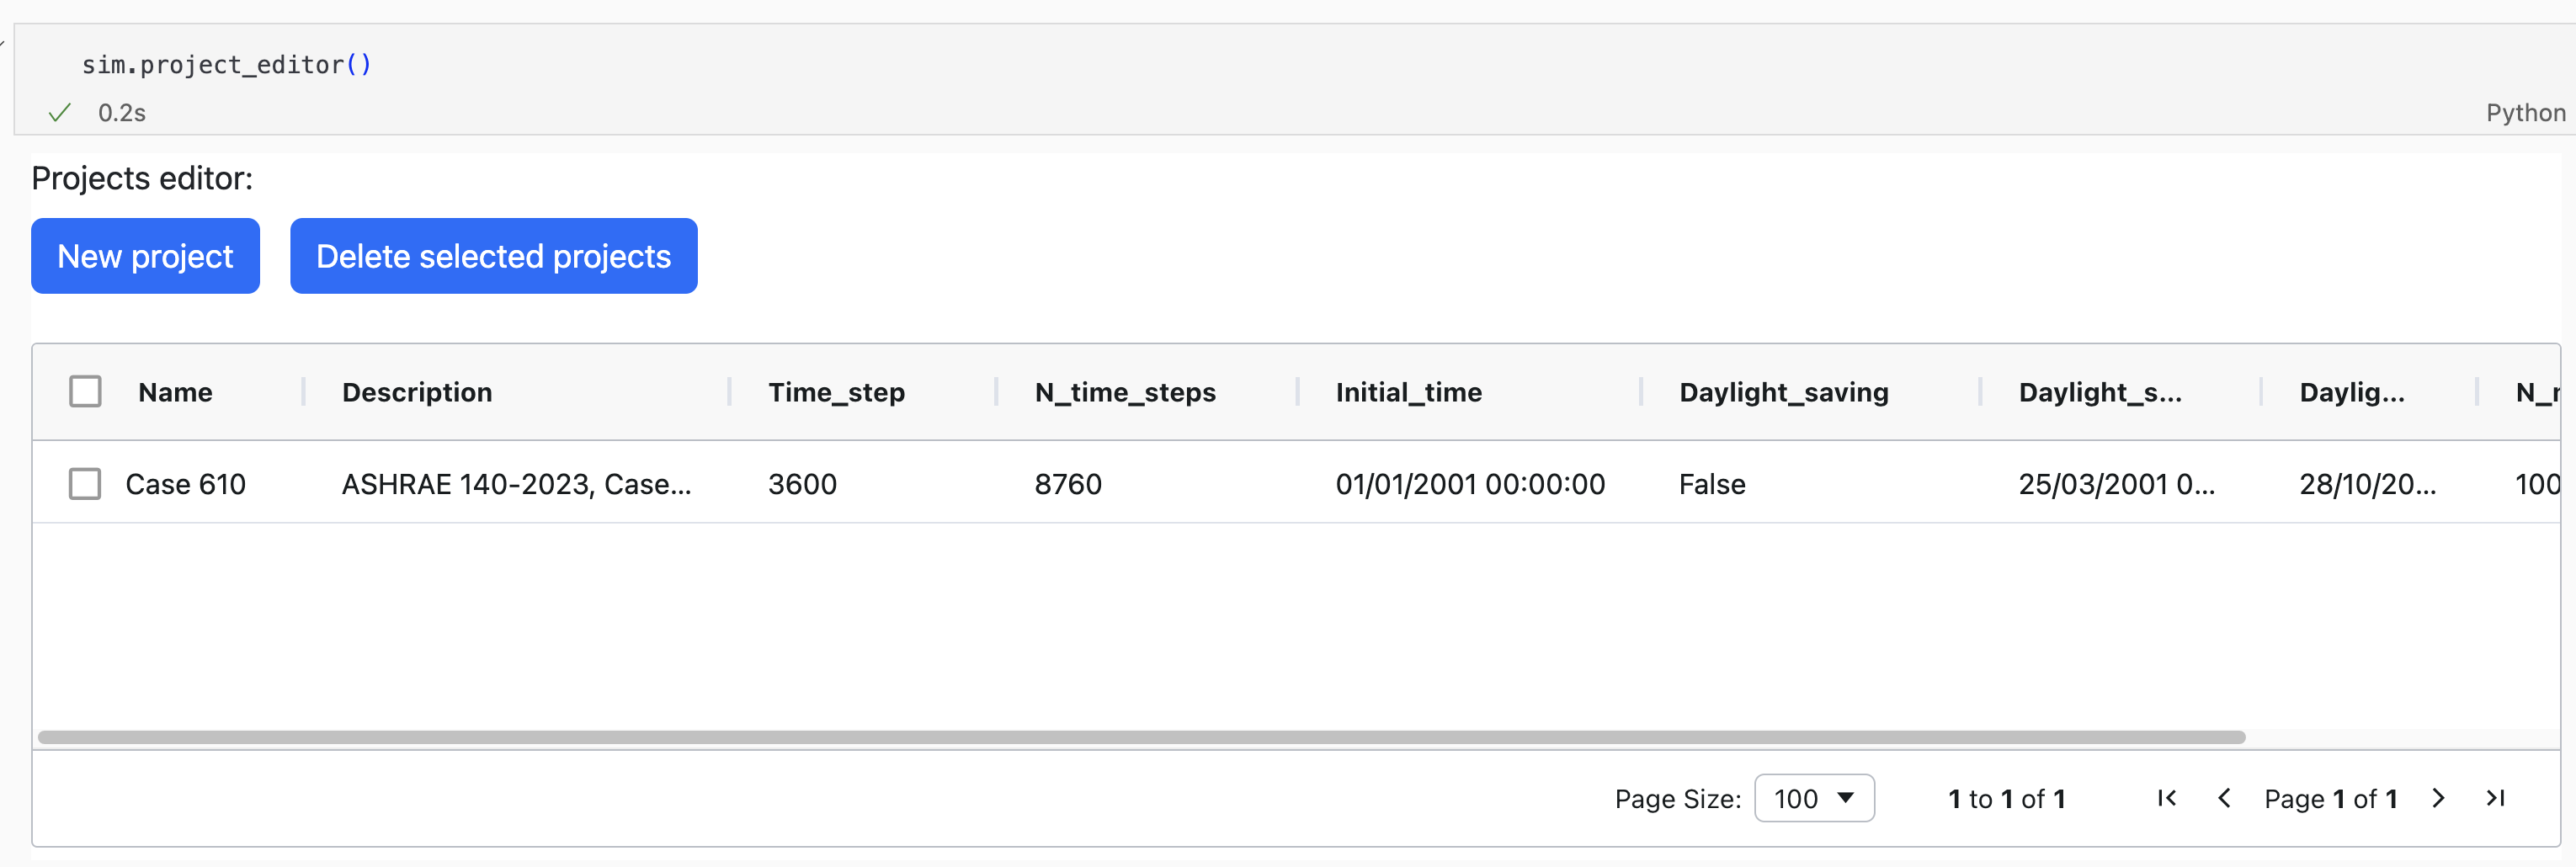 sim.project_editor()
0.2s
Python
Projects editor:
New project Delete selected projects
Name Description Time_step N_time_steps Initial_time Daylight_saving Daylight_s... Daylig...
Case 610 ASHRAE 140-2023, Case... 3600 8760 01/01/2001 00:00:00 False 25/03/2001 0... 28/10/20... 100
Page Size: 100 1 to 1 of 1 Page 1 of 1